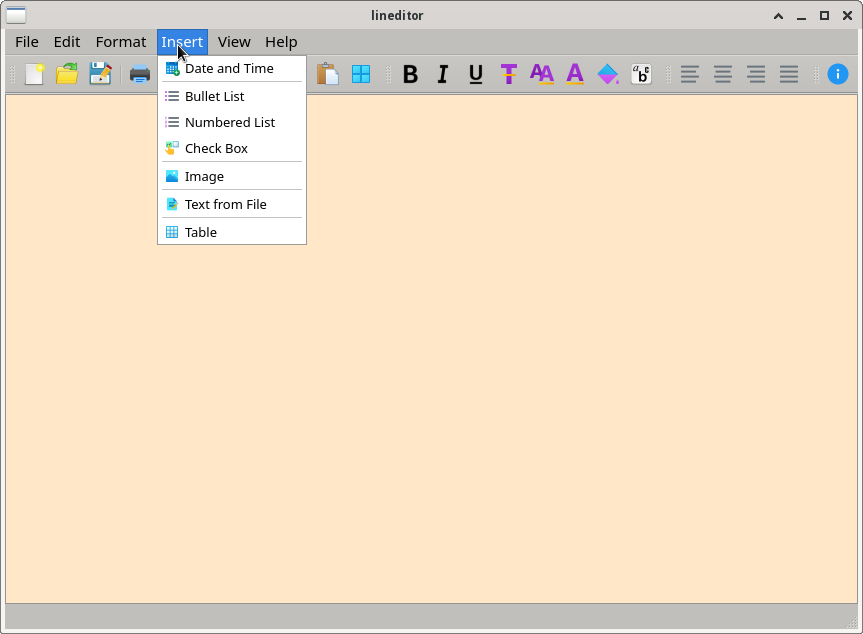 lineditor
File Edit Format Insert View Help
Date and Time
Bullet List
Numbered List
Check Box
Image
Text from File
Table
B I U T AA A ab c i